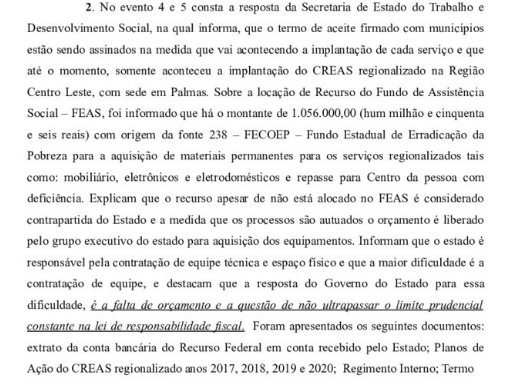 2. No evento 4 e 5 consta a resposta da Secretaria de Estado do Trabalho e
Desenvolvimento Social, na qual informa, que o termo de aceite firmado com municípios
estão sendo assinados na medida que vai acontecendo a implantação de cada serviço e que
até o momento, somente aconteceu a implantação do CREAS regionalizado na Região
Centro Leste, com sede em Palmas. Sobre a locação de Recurso do Fundo de Assistência
Social – FEAS, foi informado que há o montante de 1.056.000,00 (hum milhão e cinquenta
e seis reais) com origem da fonte 238 – FECOEP – Fundo Estadual de Erradicação da
Pobreza para a aquisição de materiais permanentes para os serviços regionalizados tais
como: mobiliário, eletrônicos e eletrodomésticos e repasse para Centro da pessoa com
deficiência. Explicam que o recurso apesar de não está alocado no FEAS é considerado
contrapartida do Estado e a medida que os processos são autuados o orçamento é liberado
pelo grupo executivo do estado para aquisição dos equipamentos. Informam que o estado é
responsável pela contratação de equipe técnica e espaço físico e que a maior dificuldade é a
contratação de equipe, e destacam que a resposta do Governo do Estado para essa
dificuldade, é a falta de orçamento e a questão de não ultrapassar o limite prudencial
constante na lei de responsabilidade fiscal. Foram apresentados os seguintes documentos:
extrato da conta bancária do Recurso Federal em conta recebido pelo Estado; Planos de
Ação do CREAS regionalizado anos 2017, 2018, 2019 e 2020; Regimento Interno; Termo